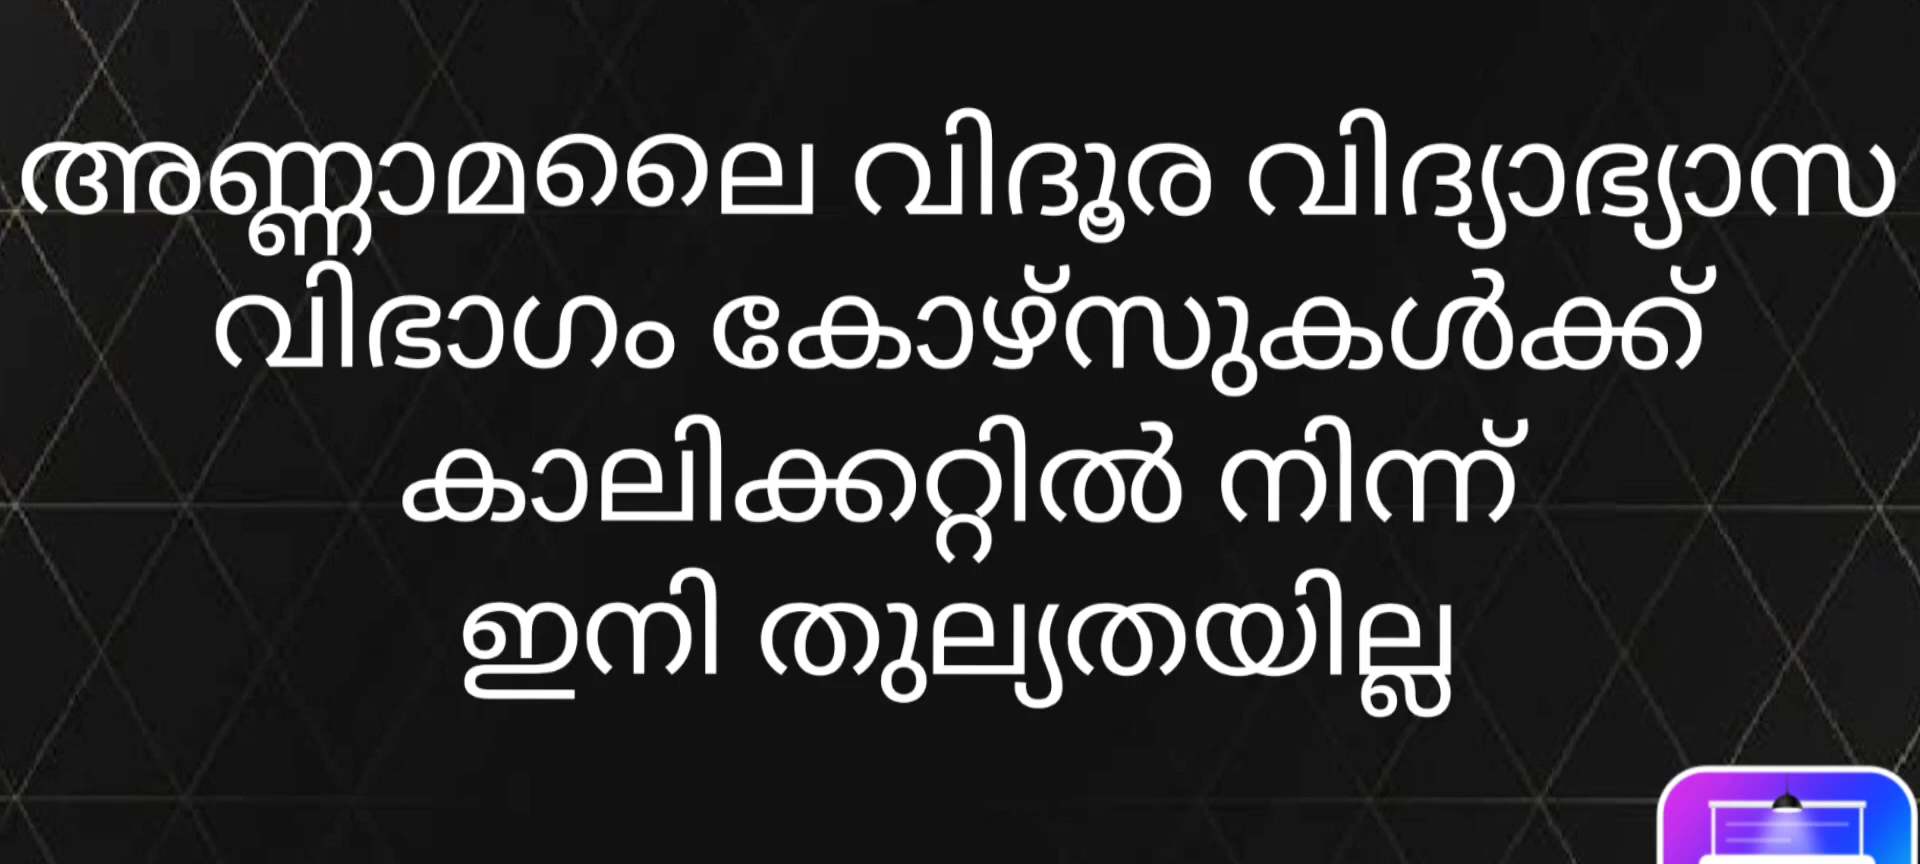 അണ്ണാമലൈ വിദൂര വിദ്യാഭ്യാസ
വിഭാഗം കോഴ്സുകൾക്ക്
കാലിക്കറ്റിൽ നിന്ന്
ഇനി തുല്യതയില്ല